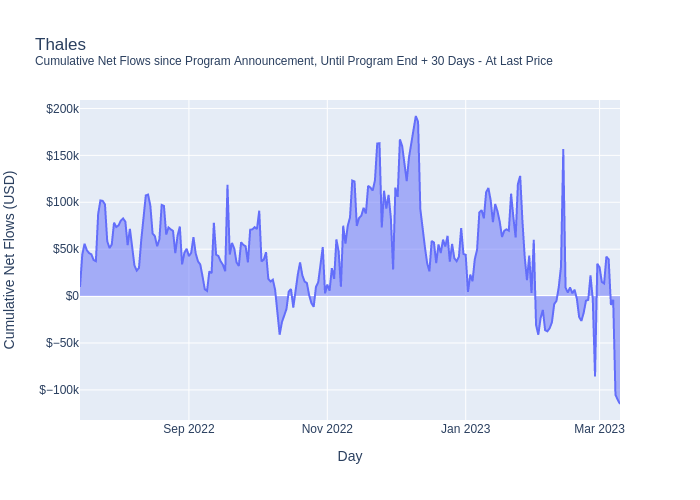 Thales
Cumulative Net Flows since Program Announcement, Until Program End + 30 Days - At Last Price
Cumulative Net Flows (USD)
$200k
$150k
$100k
$50k
$0
$−50k
$−100k
Sep 2022
Nov 2022
Jan 2023
Mar 2023
Day